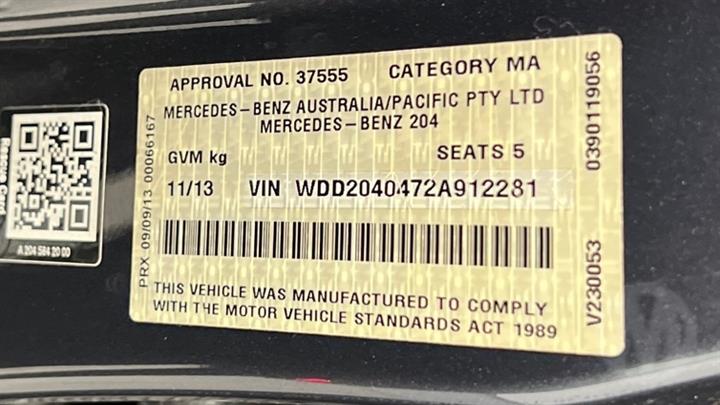 APPROVAL NO. 37555 CATEGORY MA
MERCEDES-BENZ AUSTRALIA/PACIFIC PTY LTD
MERCEDES-BENZ 204
GVM kg SEATS 5
11/13 VIN WDD2040472A912281
THIS VEHICLE WAS MANUFACTURED TO COMPLY
WITH THE MOTOR VEHICLE STANDARDS ACT 1989
PRX 09/09/13 00066167
0390119056
V230053
Rescue Card
A 204 584 20 00